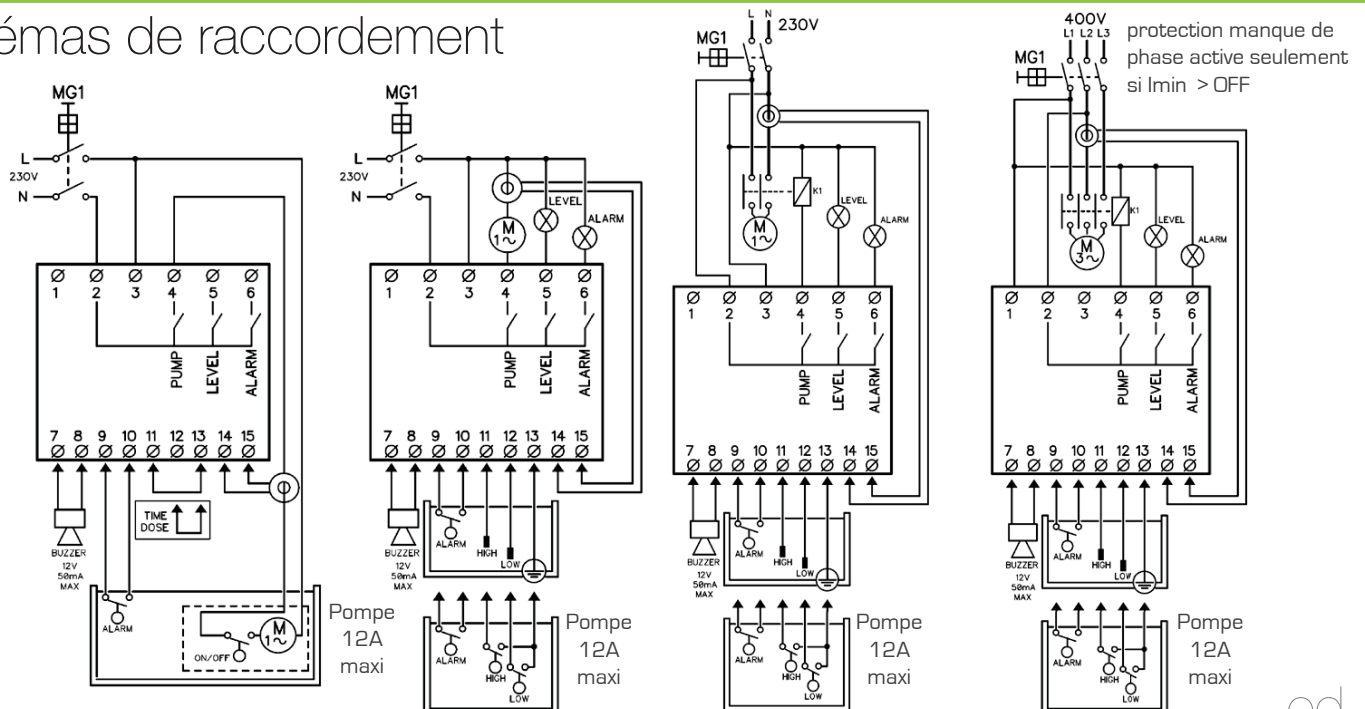 émas de raccordement
MG1
L
230V
N
1 2 3 4 5 6
PUMP
LEVEL
ALARM
7 8 9 10 11 12 13 14 15
TIME
DOSE
BUZZER
12V
50mA
MAX
ALARM
ON/OFF
M
1~
Pompe
12A
maxi
MG1
L
230V
N
LEVEL
ALARM
M
1~
1 2 3 4 5 6
PUMP
LEVEL
ALARM
7 8 9 10 11 12 13 14 15
BUZZER
12V
50mA
MAX
ALARM
HIGH
LOW
ALARM
HIGH
LOW
Pompe
12A
maxi
L N
230V
MG1
K1
LEVEL
ALARM
M
1~
1 2 3 4 5 6
PUMP
LEVEL
ALARM
7 8 9 10 11 12 13 14 15
BUZZER
12V
50mA
MAX
ALARM
HIGH
LOW
ALARM
HIGH
LOW
Pompe
12A
maxi
400V
L1 L2 L3
MG1
protection manque de
phase active seulement
si Imin > OFF
K1
LEVEL
ALARM
M
3~
1 2 3 4 5 6
PUMP
LEVEL
ALARM
7 8 9 10 11 12 13 14 15
BUZZER
12V
50mA
MAX
ALARM
HIGH
LOW
ALARM
HIGH
LOW
Pompe
12A
maxi